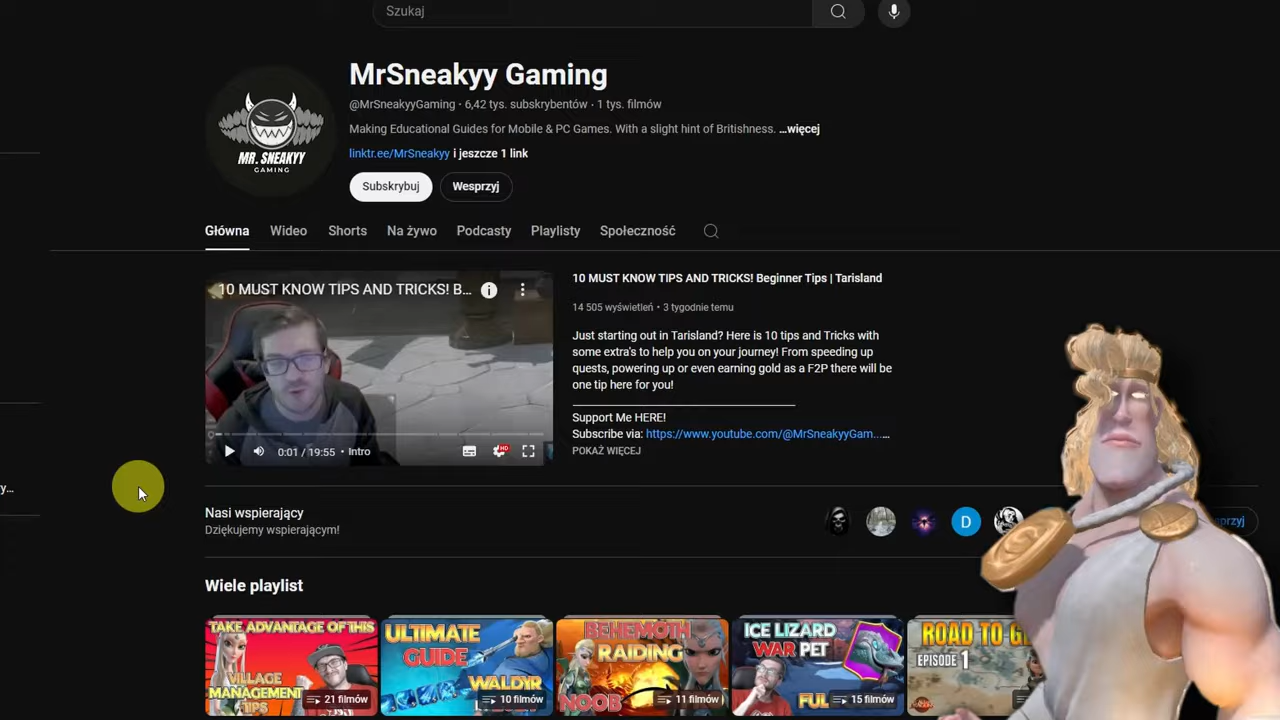 Szukaj
MrSneakyy Gaming
@MrSneakyyGaming · 6,42 tys. subskrybentów · 1 tys. filmów
Making Educational Guides for Mobile & PC Games. With a slight hint of Britishness. ...więcej
linktr.ee/MrSneakyy i jeszcze 1 link
MR. SNEAKYY
GAMING
Subskrybuj Wesprzyj
Główna Wideo Shorts Na żywo Podcasty Playlisty Społeczność
10 MUST KNOW TIPS AND TRICKS! B...
0:01 / 19:55 • Intro
HD
10 MUST KNOW TIPS AND TRICKS! Beginner Tips | Tarisland
14 505 wyświetleń • 3 tygodnie temu
Just starting out in Tarisland? Here is 10 tips and Tricks with
some extra's to help you on your journey! From speeding up
quests, powering up or even earning gold as a F2P there will be
one tip here for you!
Support Me HERE!
Subscribe via: https://www.youtube.com/@MrSneakyyGam...…
POKAŻ WIĘCEJ
y...
Nasi wspierający
Dziękujemy wspierającym!
D
przyj
Wiele playlist
TAKE ADVANTAGE OF THIS
VILLAGE
MANAGEMENT
TIPS
21 filmów
ULTIMATE
GUIDE
WALDYR
10 filmów
BEHEMOTH
RAIDING
NOOB
11 filmów
ICE LIZARD
WAR PET
FUL
15 filmów
ROAD TO G
EPISODE 1